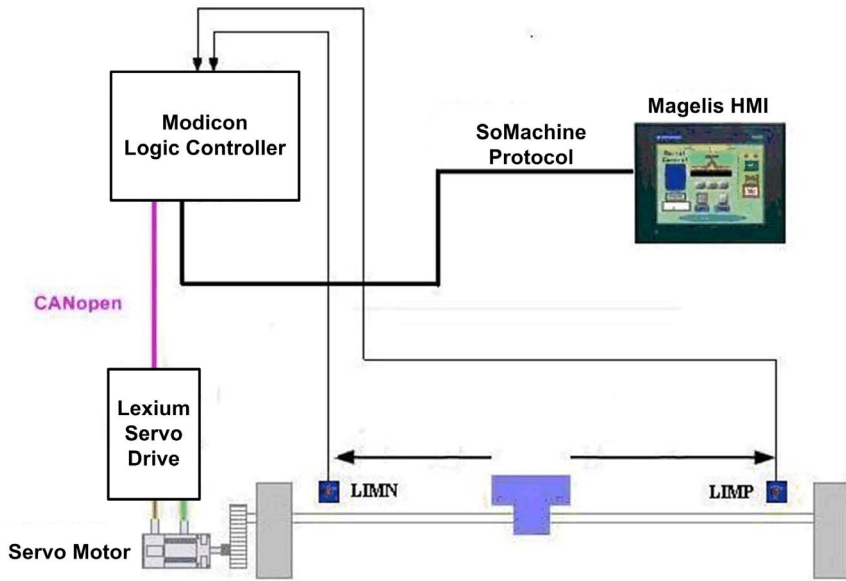 Modicon
Logic Controller
Magelis HMI
SoMachine
Protocol
CANopen
Lexium
Servo
Drive
LIMN
LIMP
Servo Motor